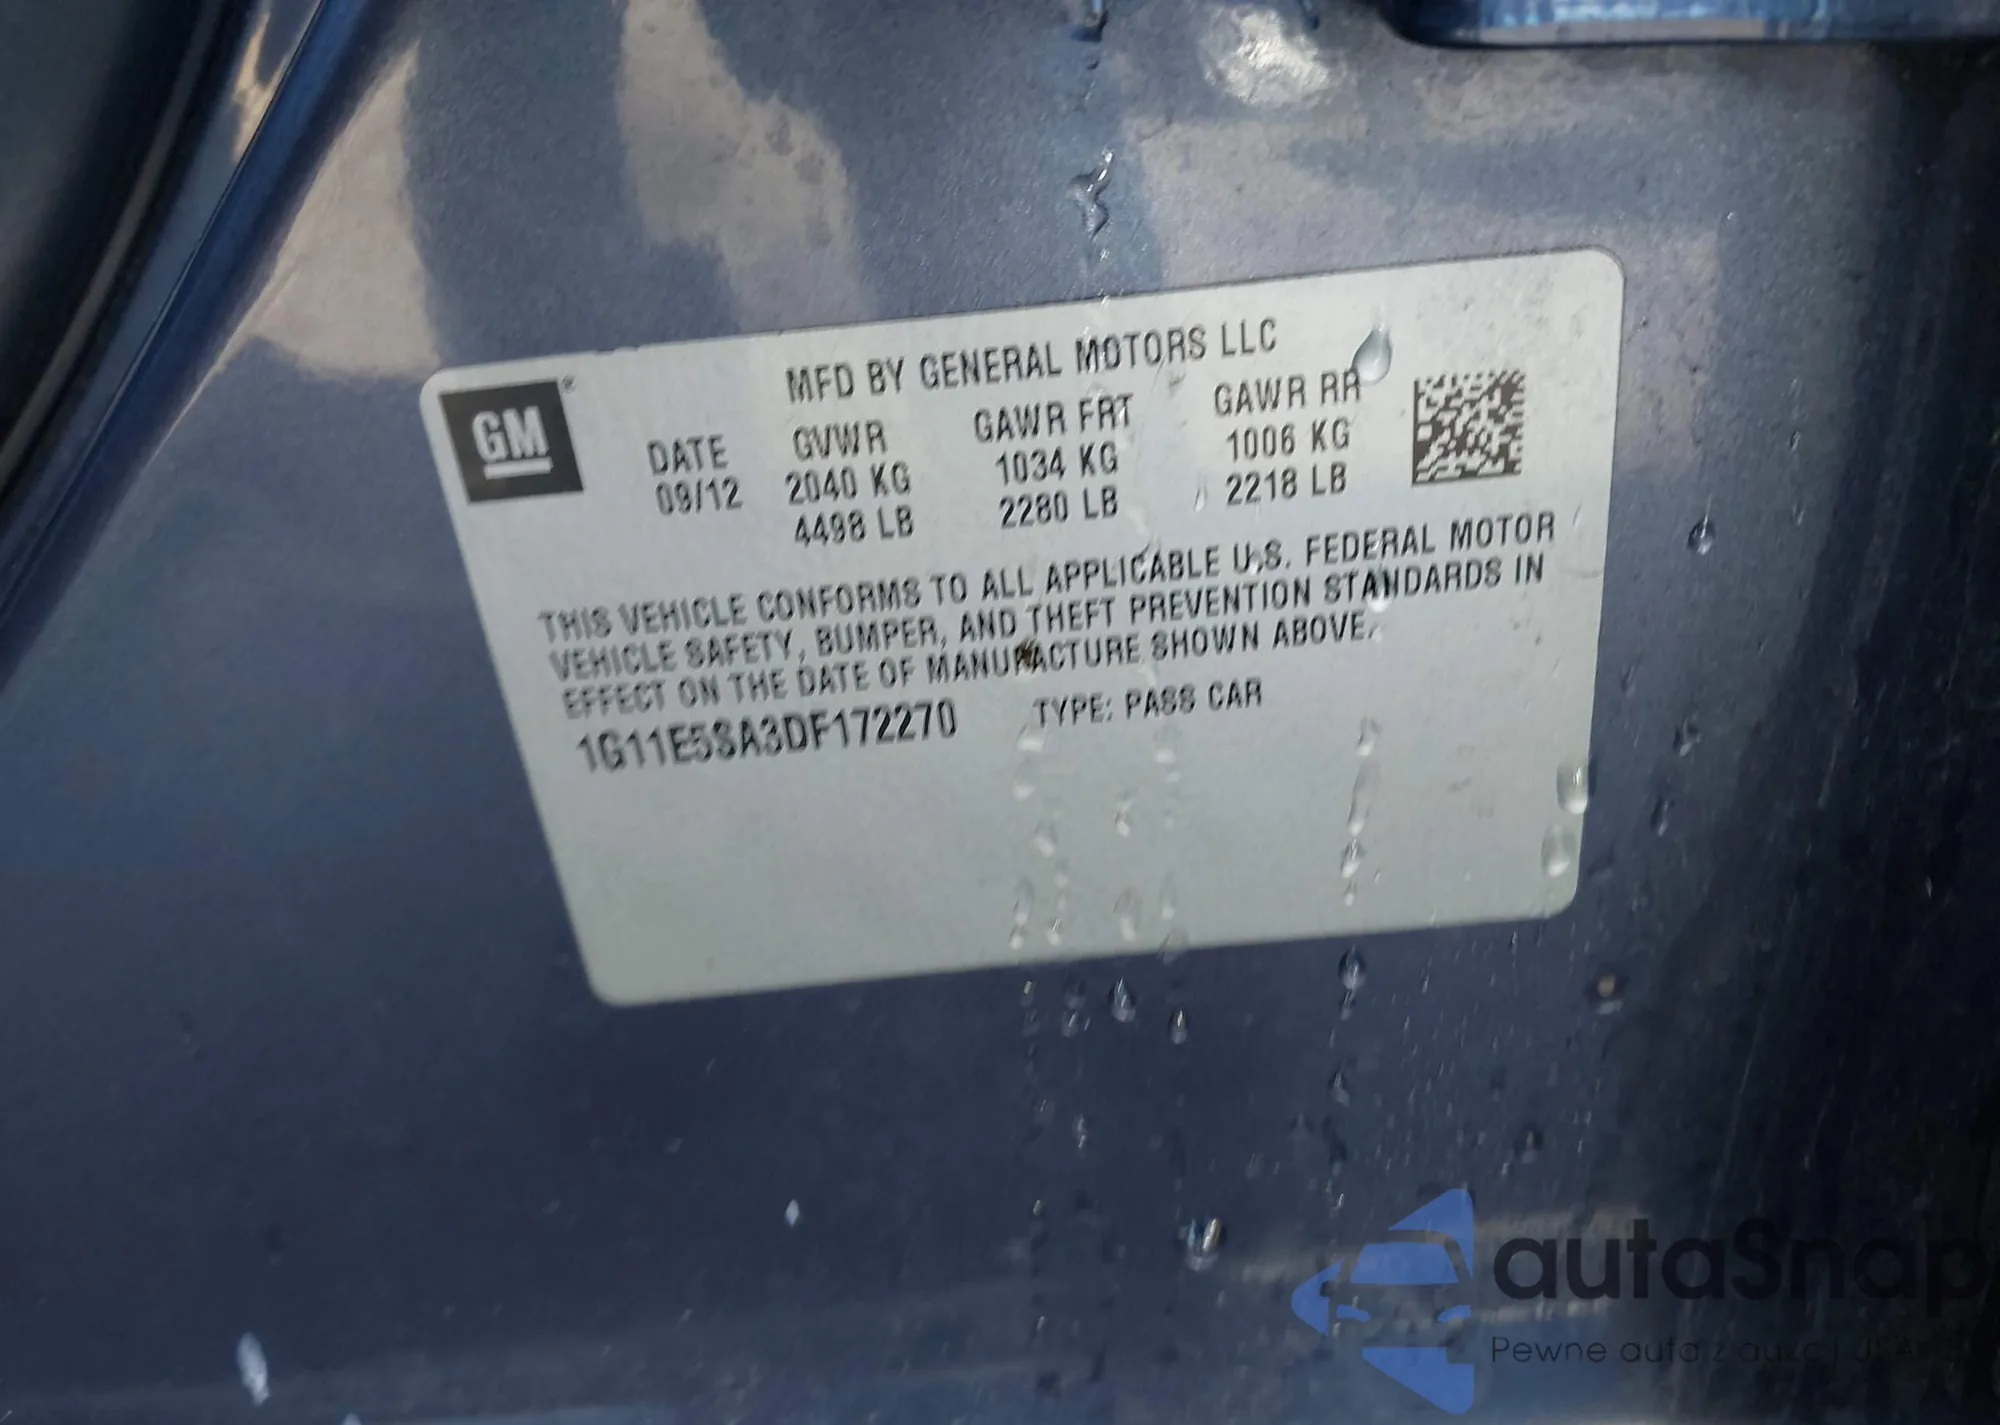 MFD BY GENERAL MOTORS LLC
GM ®
DATE GVWR GAWR FRT GAWR RR
09/12 2040 KG 1034 KG 1006 KG
4498 LB 2280 LB 2218 LB
THIS VEHICLE CONFORMS TO ALL APPLICABLE U.S. FEDERAL MOTOR
VEHICLE SAFETY, BUMPER, AND THEFT PREVENTION STANDARDS IN
EFFECT ON THE DATE OF MANUFACTURE SHOWN ABOVE.
1G11E5SA3DF172270 TYPE: PASS CAR
autaSnap
Pewne auta z